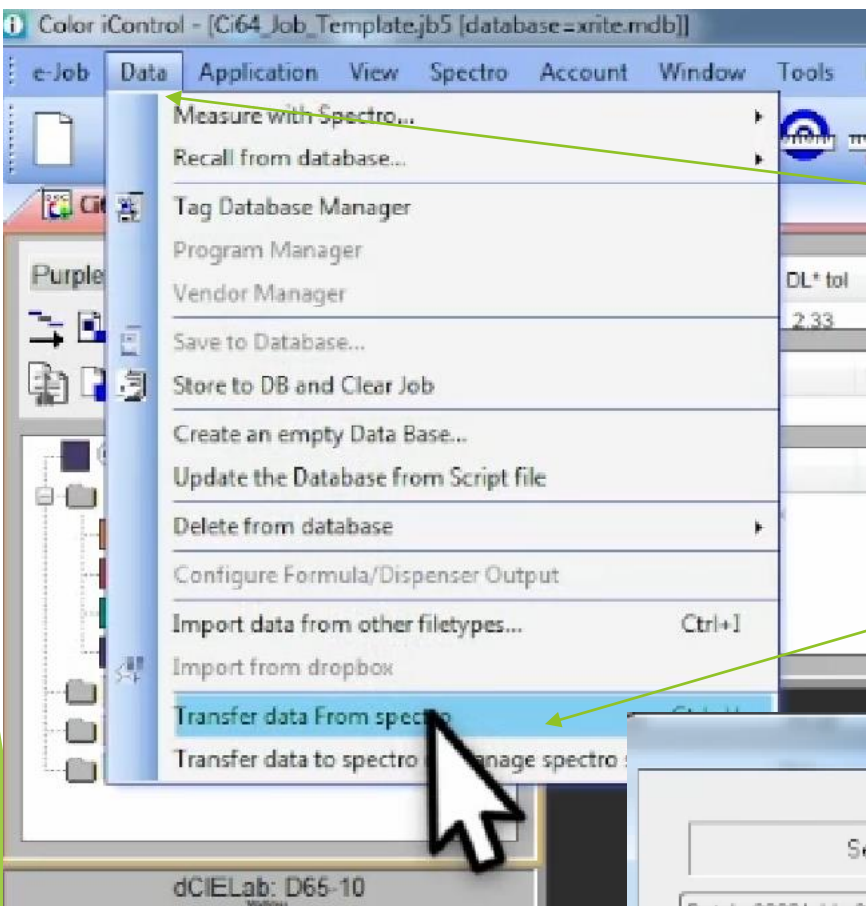 Color iControl - [Ci64_Job_Template.jb5 [database=xrite.mdb]]
e-Job Data Application View Spectro Account Window Tools
Measure with Spectro...
Recall from database...
Tag Database Manager
Program Manager
Vendor Manager
Purple
DL* tol
2.33
Save to Database...
Store to DB and Clear Job
Create an empty Data Base...
Update the Database from Script file
Delete from database
Configure Formula/Dispenser Output
Import data from other filetypes... Ctrl+I
Import from dropbox
Transfer data From spectro
Transfer data to spectro manage spectro
dCIELab: D65-10